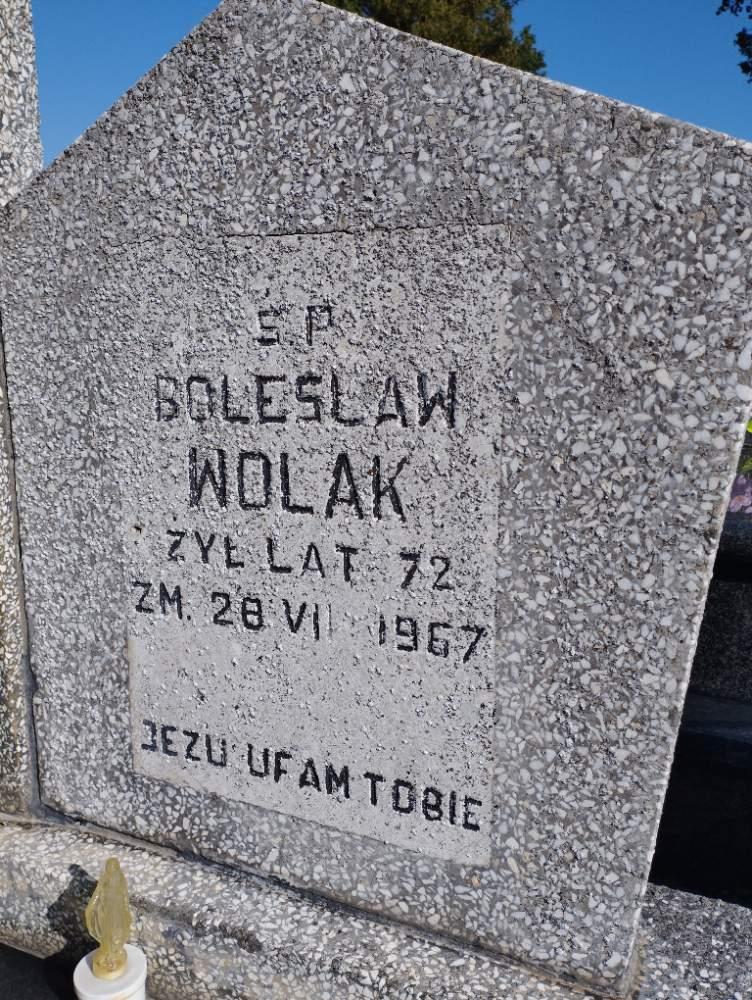 Ś P
BOLESŁAW
WOLAK
ŻYŁ LAT 72
ZM. 28 VII 1967
JEZU UFAM TOBIE